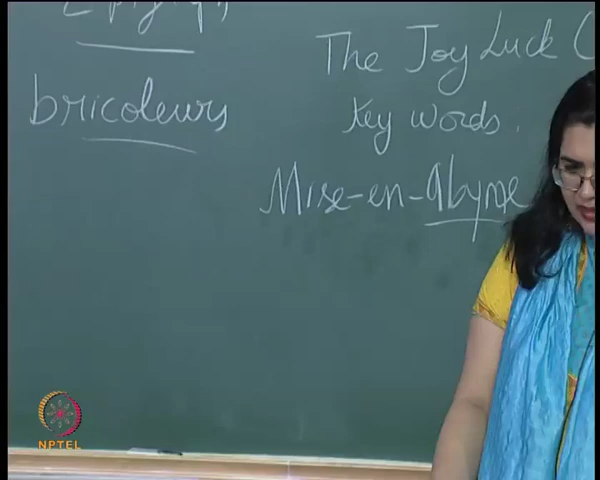 bricoleurs
The Joy Luck
Key words.
Mise-en-Abyme
NPTEL